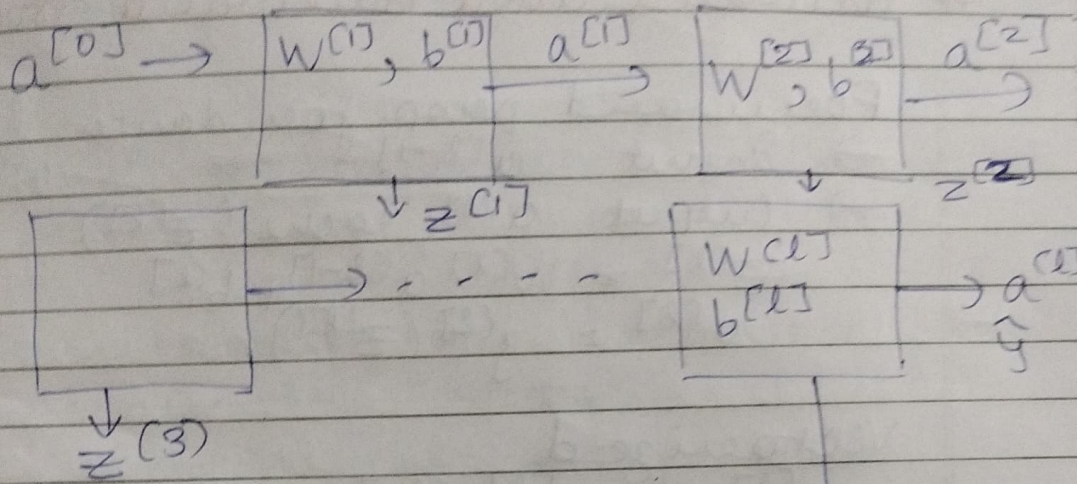 a[0] → W[1], b[1] a[1] → W[2], b[2] a[2] →
↓ z[1] ↓ z[2]
→ - - - - W[l] → a[l]
b[l] ŷ
↓
z(3)